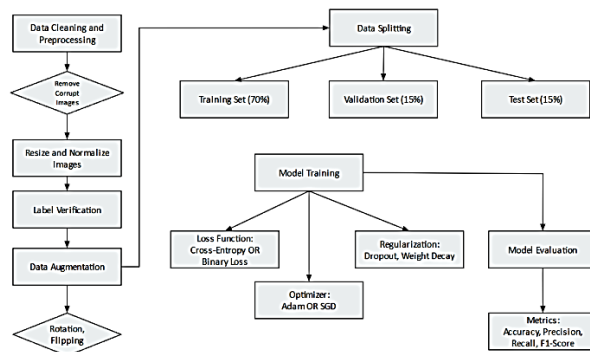 Data Cleaning and
Preprocessing
Remove
Corrupt
Images
Resize and Normalize
Images
Label Verification
Data Augmentation
Rotation,
Flipping
Data Splitting
Training Set (70%)
Validation Set (15%)
Test Set (15%)
Model Training
Loss Function:
Cross-Entropy OR
Binary Loss
Optimizer:
Adam OR SGD
Regularization:
Dropout, Weight Decay
Model Evaluation
Metrics:
Accuracy, Precision,
Recall, F1-Score